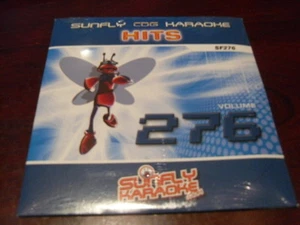 SUNFLY CDG KARAOKE
HITS
SF276
VOLUME
276
SUNFLY
KARAOKE